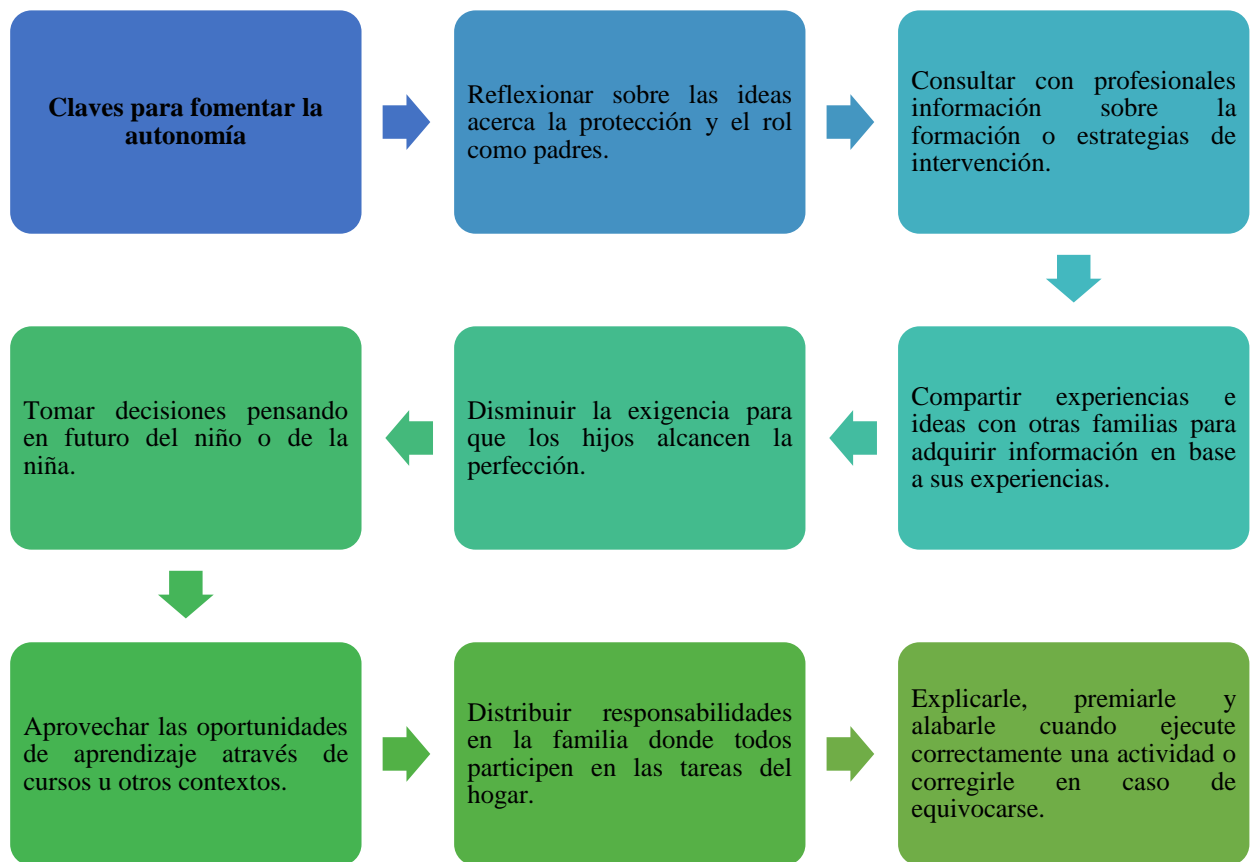 Claves para fomentar la
autonomía
Reflexionar sobre las ideas
acerca la protección y el rol
como padres.
Consultar con profesionales
información sobre la
formación o estrategias de
intervención.
Compartir experiencias e
ideas con otras familias para
adquirir información en base
a sus experiencias.
Disminuir la exigencia para
que los hijos alcancen la
perfección.
Tomar decisiones pensando
en futuro del niño o de la
niña.
Aprovechar las oportunidades
de aprendizaje através de
cursos u otros contextos.
Distribuir responsabilidades
en la familia donde todos
participen en las tareas del
hogar.
Explicarle, premiarle y
alabarle cuando ejecute
correctamente una actividad o
corregirle en caso de
equivocarse.